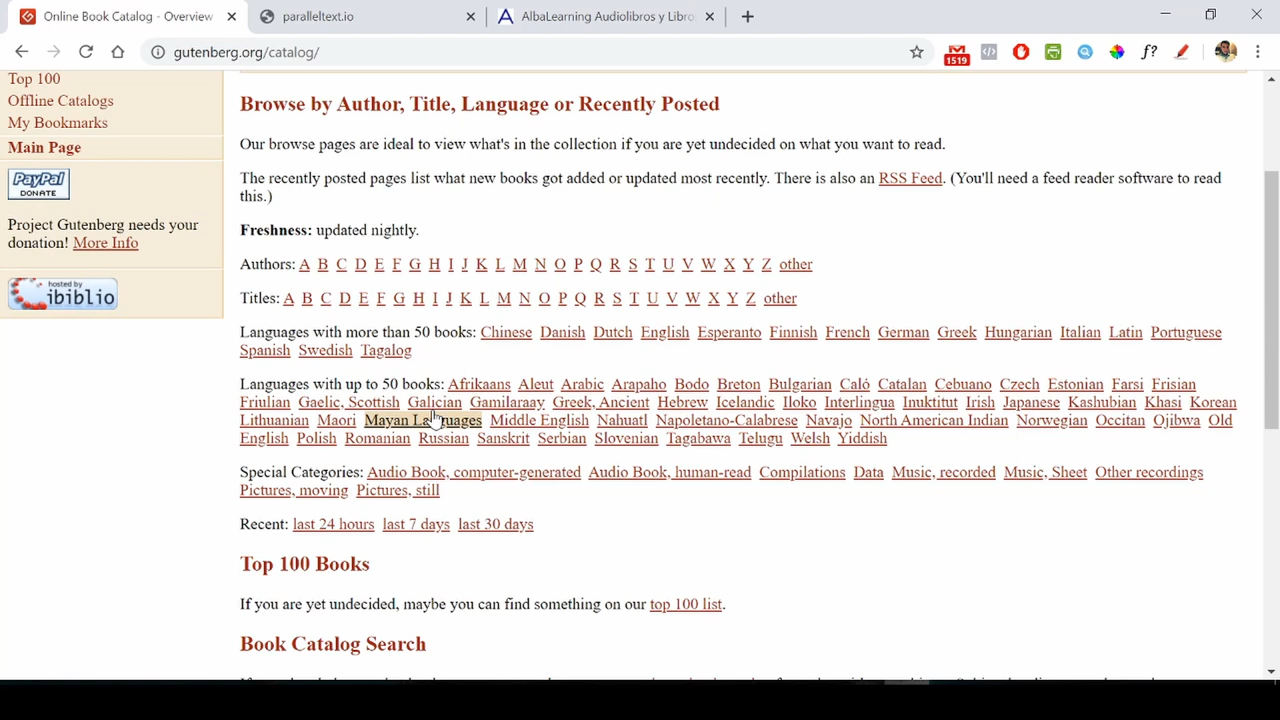 Online Book Catalog - Overview
paralleltext.io
AlbaLearning Audiolibros y Libro
gutenberg.org/catalog/
1519
f?
Top 100
Offline Catalogs
My Bookmarks
Main Page
PayPal
DONATE
Project Gutenberg needs your
donation! More Info
hosted by
ibiblio
Browse by Author, Title, Language or Recently Posted
Our browse pages are ideal to view what's in the collection if you are yet undecided on what you want to read.
The recently posted pages list what new books got added or updated most recently. There is also an RSS Feed. (You'll need a feed reader software to read
this.)
Freshness: updated nightly.
Authors: A B C D E F G H I J K L M N O P Q R S T U V W X Y Z other
Titles: A B C D E F G H I J K L M N O P Q R S T U V W X Y Z other
Languages with more than 50 books: Chinese Danish Dutch English Esperanto Finnish French German Greek Hungarian Italian Latin Portuguese
Spanish Swedish Tagalog
Languages with up to 50 books: Afrikaans Aleut Arabic Arapaho Bodo Breton Bulgarian Caló Catalan Cebuano Czech Estonian Farsi Frisian
Friulian Gaelic, Scottish Galician Gamilaraay Greek, Ancient Hebrew Icelandic Iloko Interlingua Inuktitut Irish Japanese Kashubian Khasi Korean
Lithuanian Maori Mayan Languages Middle English Nahuatl Napoletano-Calabrese Navajo North American Indian Norwegian Occitan Ojibwa Old
English Polish Romanian Russian Sanskrit Serbian Slovenian Tagabawa Telugu Welsh Yiddish
Special Categories: Audio Book, computer-generated Audio Book, human-read Compilations Data Music, recorded Music, Sheet Other recordings
Pictures, moving Pictures, still
Recent: last 24 hours last 7 days last 30 days
Top 100 Books
If you are yet undecided, maybe you can find something on our top 100 list.
Book Catalog Search